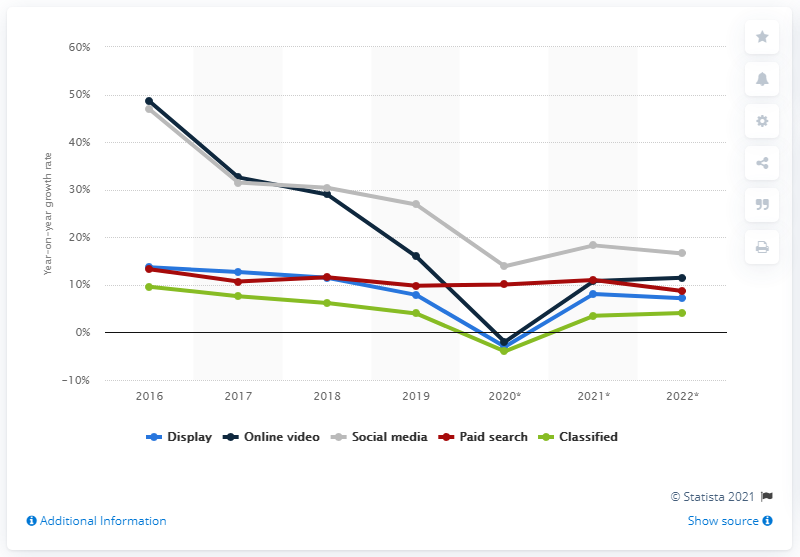 60%
50%
40%
30%
20%
10%
0%
-10%
Year-on-year growth rate
2016 2017 2018 2019 2020* 2021* 2022*
Display Online video Social media Paid search Classified
© Statista 2021
Additional Information Show source